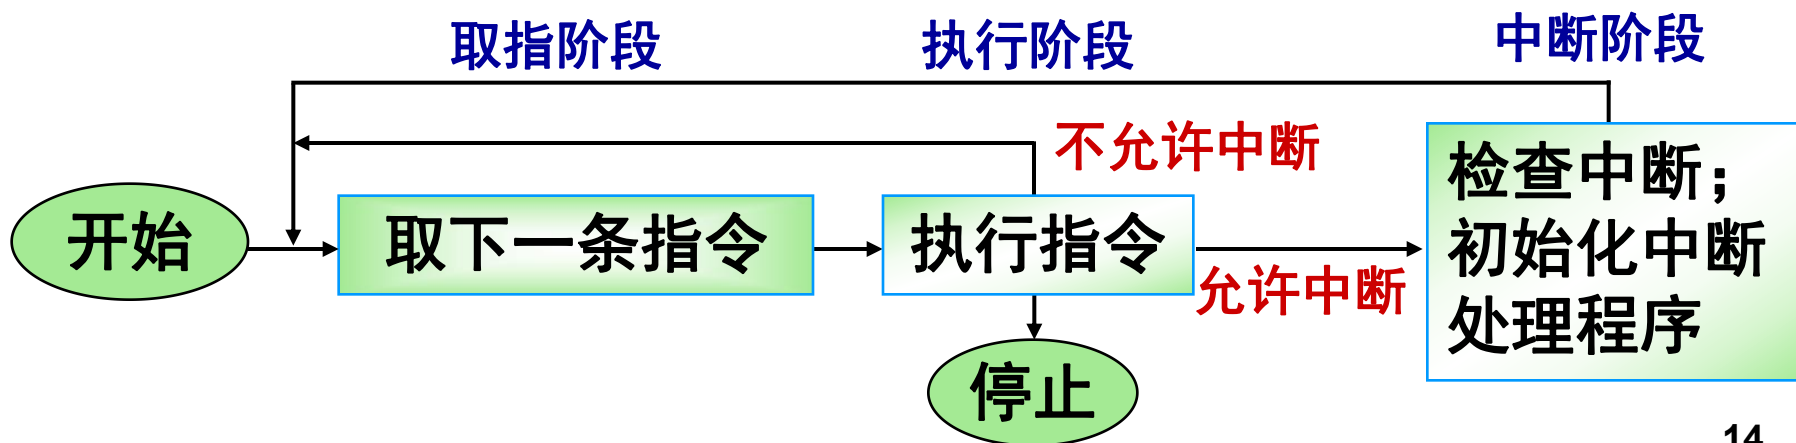 取指阶段
执行阶段
中断阶段
不允许中断
开始
取下一条指令
执行指令
允许中断
检查中断；
初始化中断
处理程序
停止
14